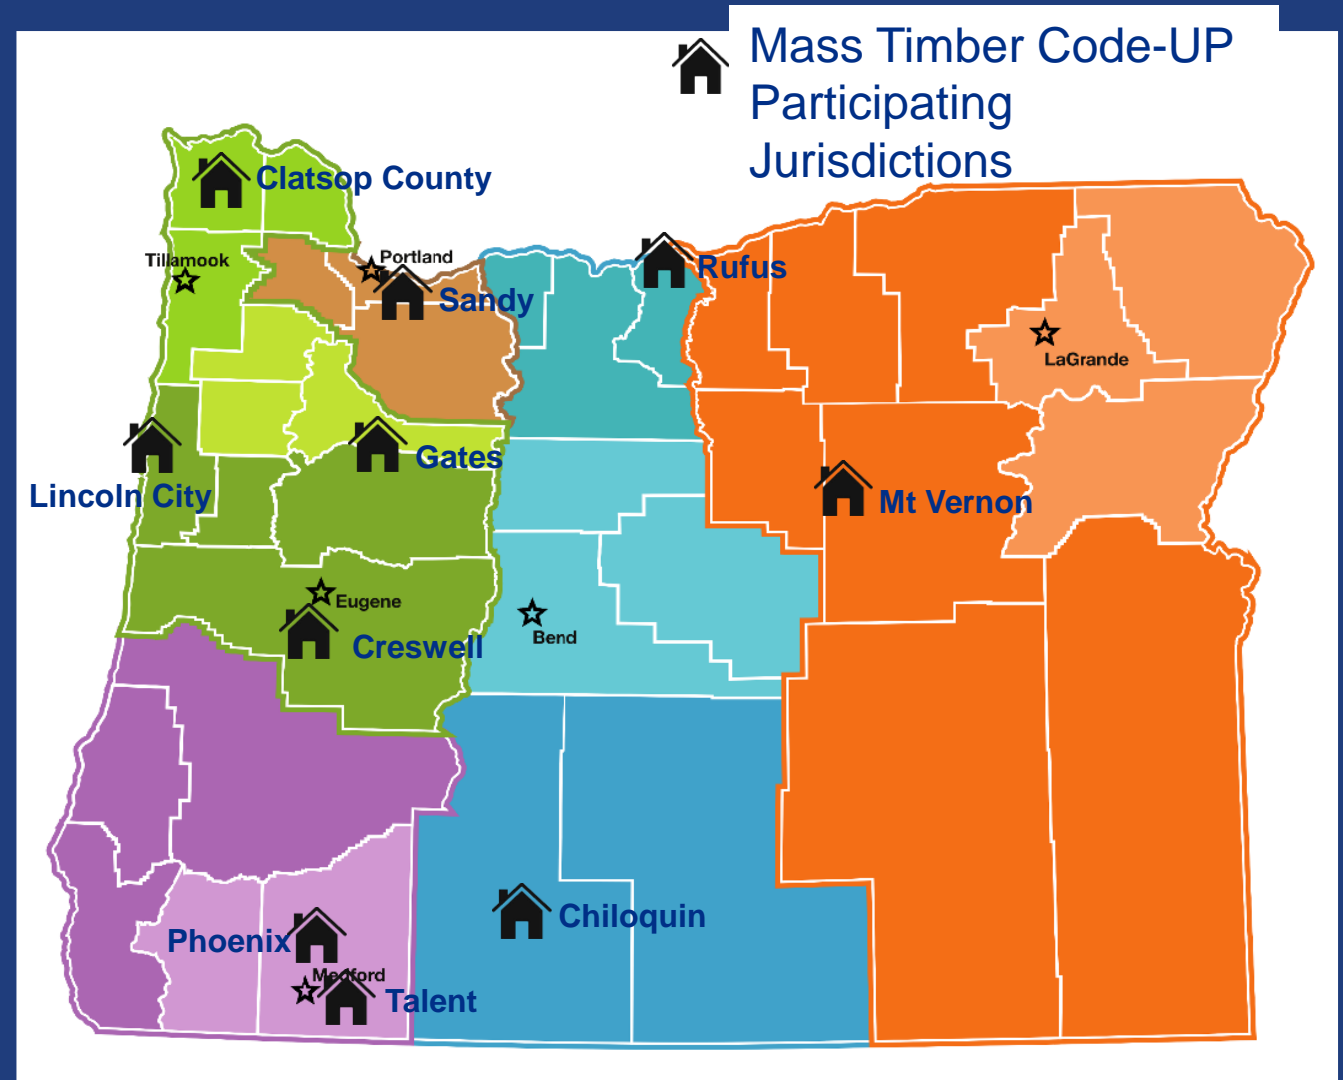 Mass Timber Code-UP
Participating
Jurisdictions
Clatsop County
Tillamook
Portland
Rufus
Sandy
LaGrande
Gates
Lincoln City
Mt Vernon
Eugene
Creswell
Bend
Chiloquin
Phoenix
Medford
Talent